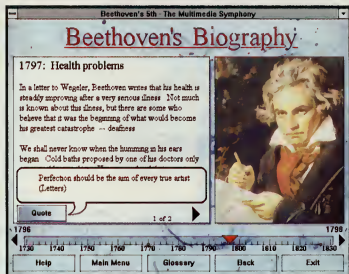 Beethoven's 5th - The Multimedia Symphony
Beethoven's Biography
1797: Health problems
In a letter to Wegeler, Beethoven writes that his health is
steadily improving after a very serious illness Not much
is known about this illness, but there are some who
believe that it was the beginning of what would become
his greatest catastrophe -- deafness
We shall never know when the humming in his ears
began Cold baths proposed by one of his doctors only
Perfection should be the aim of every true artist
(Letters)
Quote
1 of 2
1796
1798
1730 1740 1750 1760 1770 1780 1790 1800 1810 1820 1830
Help
Main Menu
Glossary
Back
Exit